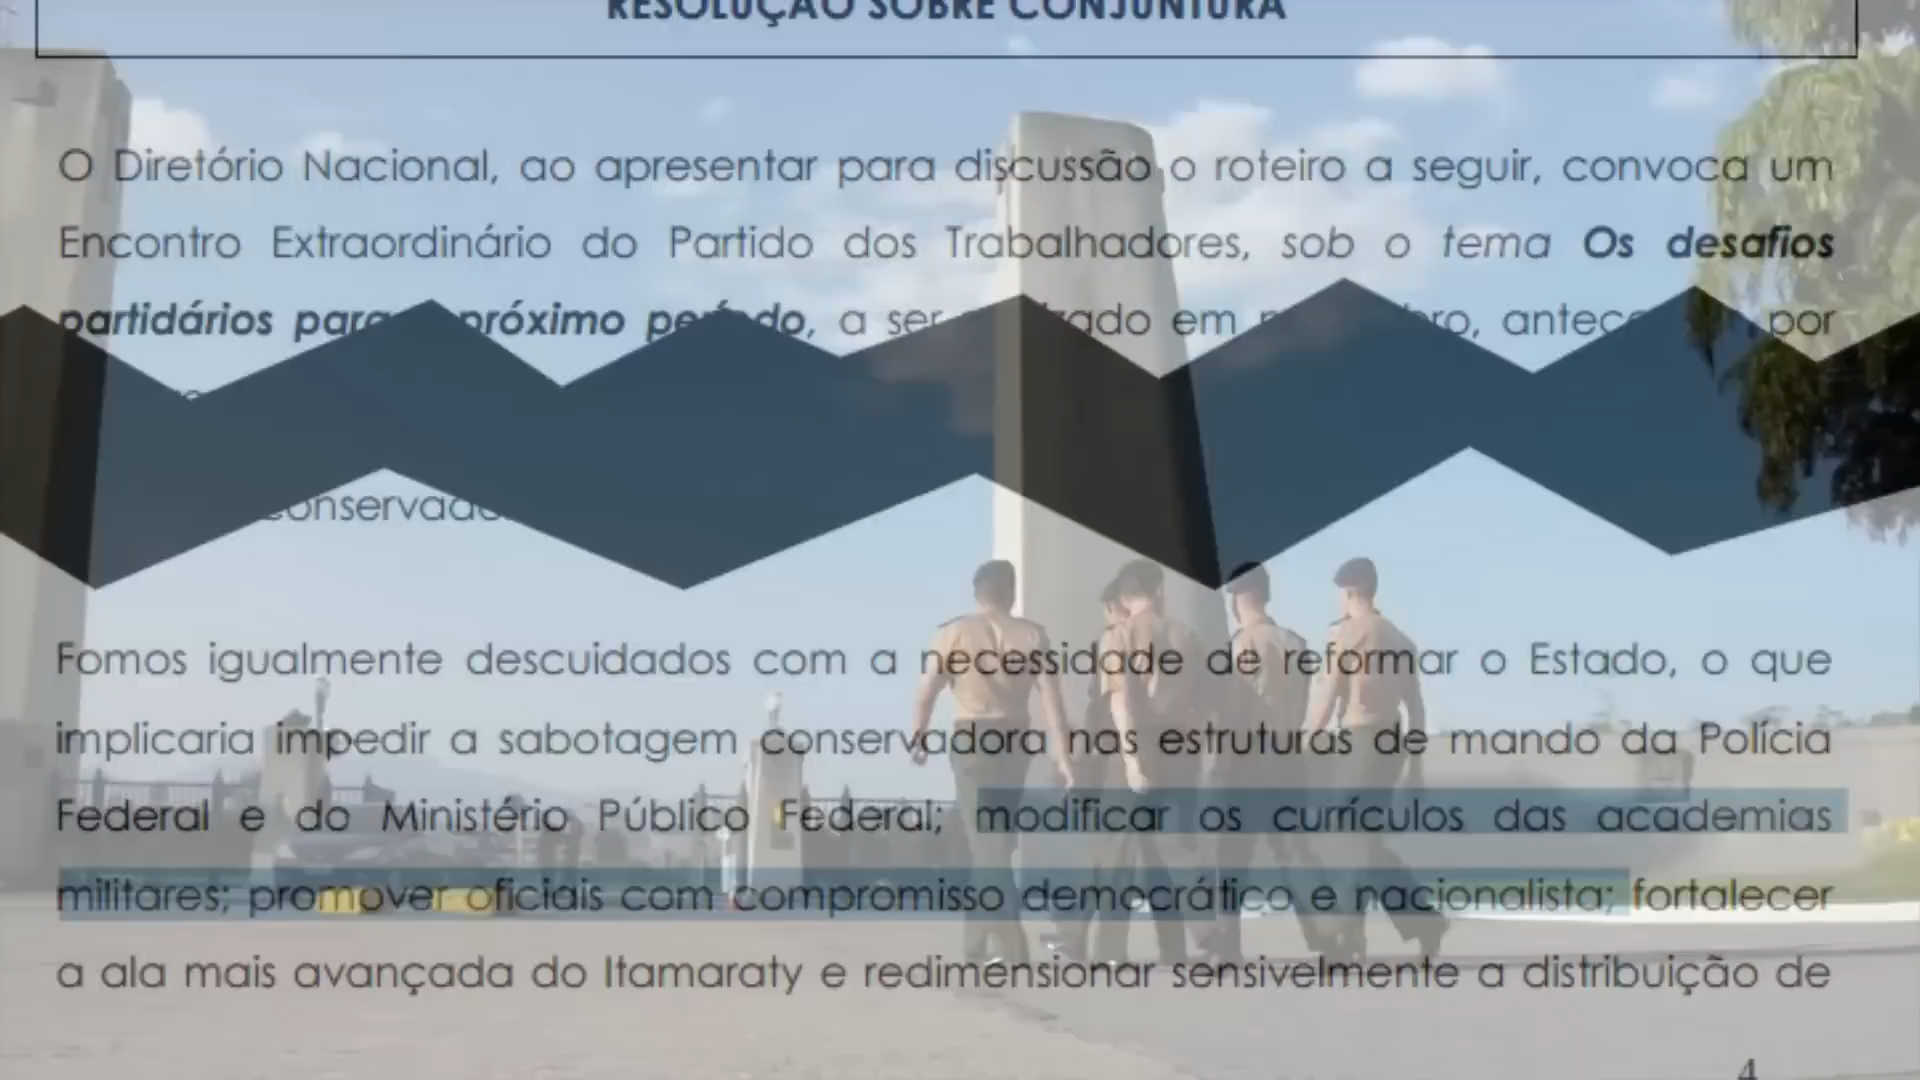 RESOLUÇÃO SOBRE CONJUNTURA
O Diretório Nacional, ao apresentar para discussão o roteiro a seguir, convoca um
Encontro Extraordinário do Partido dos Trabalhadores, sob o tema Os desafios
partidários para próximo período, a ser em por
Fomos igualmente descuidados com a necessidade de reformar o Estado, o que
implicaria impedir a sabotagem conservadora nas estruturas de mando da Polícia
Federal e do Ministério Público Federal; modificar os currículos das academias
militares; promover oficiais com compromisso democrático e nacionalista; fortalecer
a ala mais avançada do Itamaraty e redimensionar sensivelmente a distribuição de
4